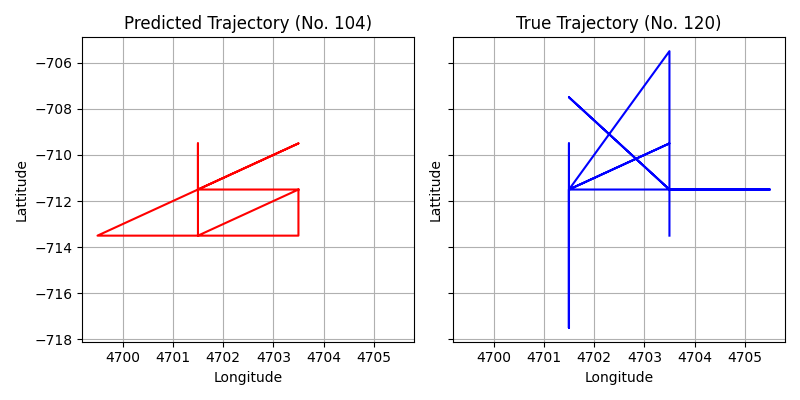 Predicted Trajectory (No. 104)
True Trajectory (No. 120)
−706
−708
−710
−712
−714
−716
−718
Lattitude
Lattitude
4700 4701 4702 4703 4704 4705
4700 4701 4702 4703 4704 4705
Longitude
Longitude